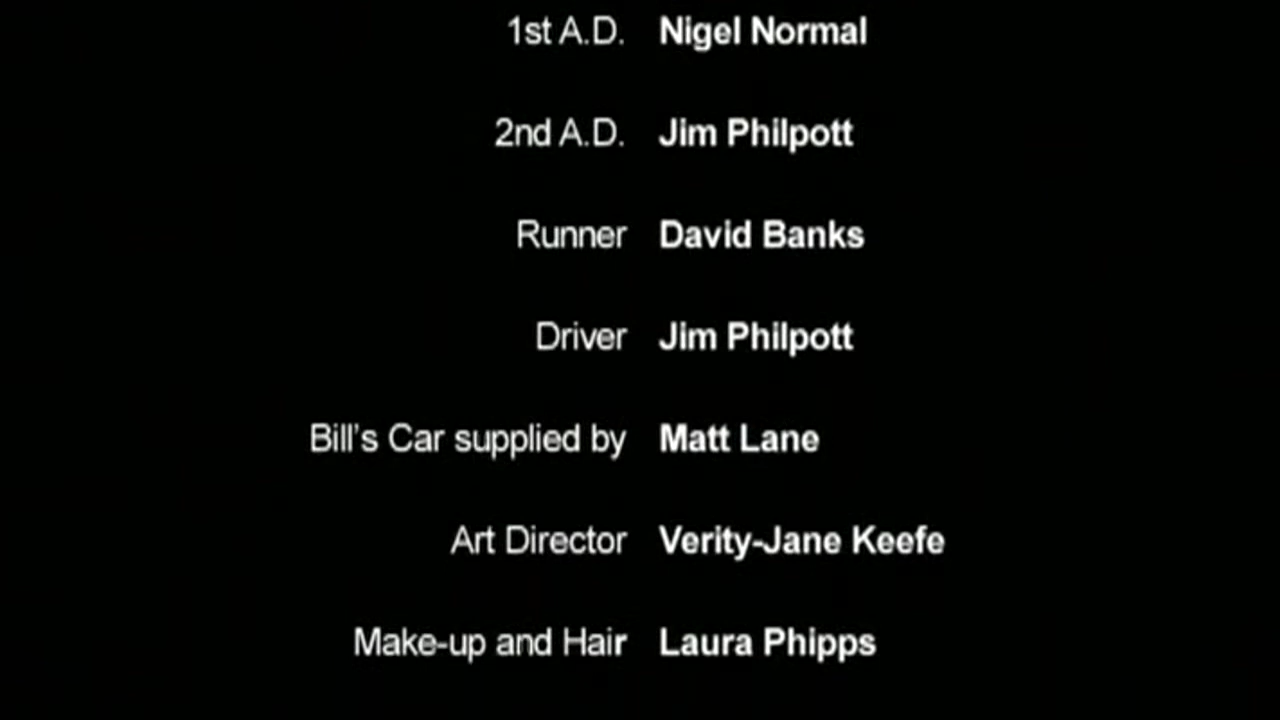 1st A.D. Nigel Normal
2nd A.D. Jim Philpott
Runner David Banks
Driver Jim Philpott
Bill's Car supplied by Matt Lane
Art Director Verity-Jane Keefe
Make-up and Hair Laura Phipps